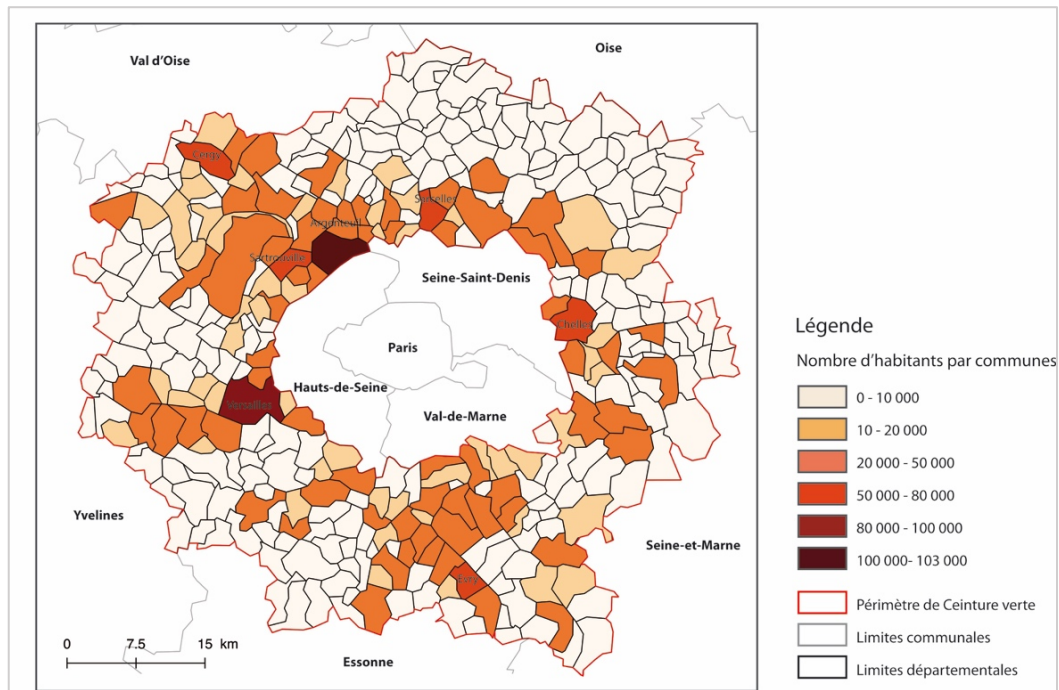 Val d'Oise
Oise
Cergy
Sarcelles
Argenteuil
Sartrouville
Seine-Saint-Denis
Chelles
Paris
Hauts-de-Seine
Versailles
Val-de-Marne
Yvelines
Seine-et-Marne
Evry
0 7.5 15 km
Essonne
Légende
Nombre d'habitants par communes
0 - 10 000
10 - 20 000
20 000 - 50 000
50 000 - 80 000
80 000 - 100 000
100 000- 103 000
Périmètre de Ceinture verte
Limites communales
Limites départementales